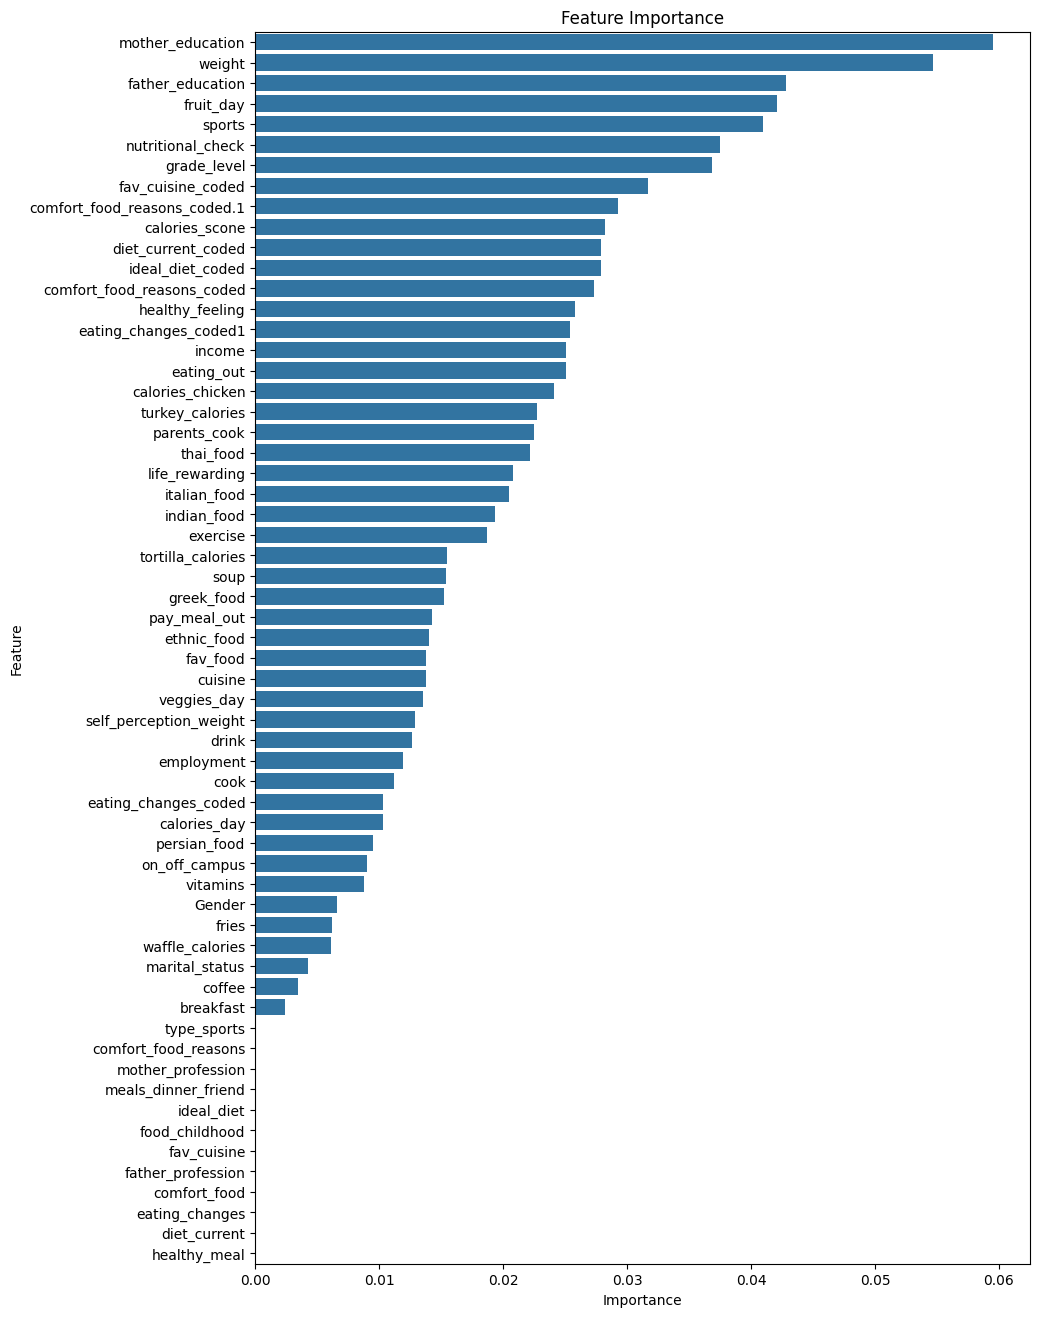 Feature Importance
mother_education
weight
father_education
fruit_day
sports
nutritional_check
grade_level
fav_cuisine_coded
comfort_food_reasons_coded.1
calories_scone
diet_current_coded
ideal_diet_coded
comfort_food_reasons_coded
healthy_feeling
eating_changes_coded1
income
eating_out
calories_chicken
turkey_calories
parents_cook
thai_food
life_rewarding
italian_food
indian_food
exercise
tortilla_calories
soup
greek_food
pay_meal_out
ethnic_food
fav_food
cuisine
veggies_day
self_perception_weight
drink
employment
cook
eating_changes_coded
calories_day
persian_food
on_off_campus
vitamins
Gender
fries
waffle_calories
marital_status
coffee
breakfast
type_sports
comfort_food_reasons
mother_profession
meals_dinner_friend
ideal_diet
food_childhood
fav_cuisine
father_profession
comfort_food
eating_changes
diet_current
healthy_meal
Feature
0.00 0.01 0.02 0.03 0.04 0.05 0.06
Importance